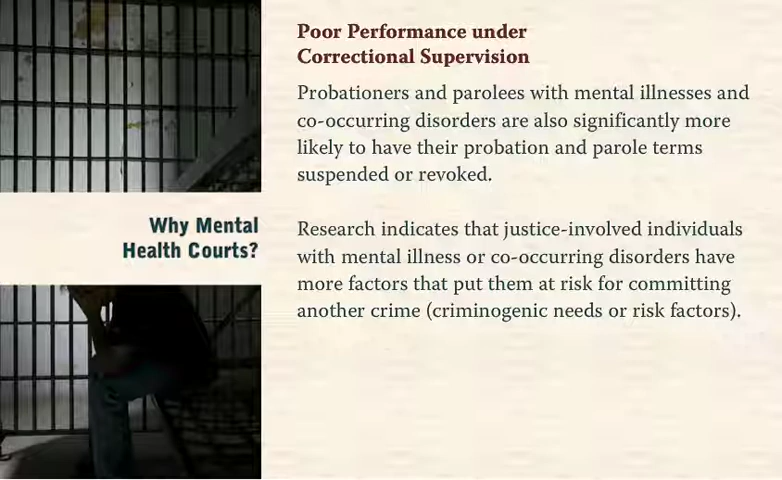 Poor Performance under
Correctional Supervision
Probationers and parolees with mental illnesses and
co-occurring disorders are also significantly more
likely to have their probation and parole terms
suspended or revoked.
Why Mental
Health Courts?
Research indicates that justice-involved individuals
with mental illness or co-occurring disorders have
more factors that put them at risk for committing
another crime (criminogenic needs or risk factors).